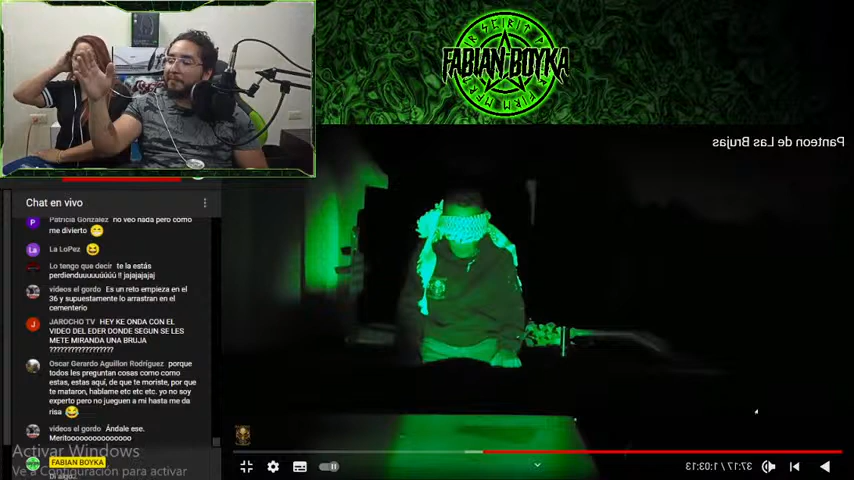 FABIAN BOYKA
Panteon de Las Brujas
Chat en vivo
P Patricia Gonzalez no veo nada pero como
me divierto
La La LoPez
Lo tengo que decir te la estás
perdienduuuuuúúúú !! jajajajajaj
videos el gordo Es un reto empieza en el
36 y supuestamente lo arrastran en el
cementerio
J JAROCHO TV HEY KE ONDA CON EL
VIDEO DEL EDER DONDE SEGUN SE LES
METE MIRANDA UNA BRUJA
??????????????????
Oscar Gerardo Aguillon Rodríguez porque
todos les preguntan cosas como como
estas, estas aquí, de que te moriste, por que
te mataron, hablame etc etc etc. yo no soy
experto pero no jueguen a mi hasta me da
risa
videos el gordo Ándale ese.
Meritooooooooooooooo
Activar Windows
Ve a Configuración para activar
FABIAN BOYKA
Di algo..
37:17 / 1:03:13